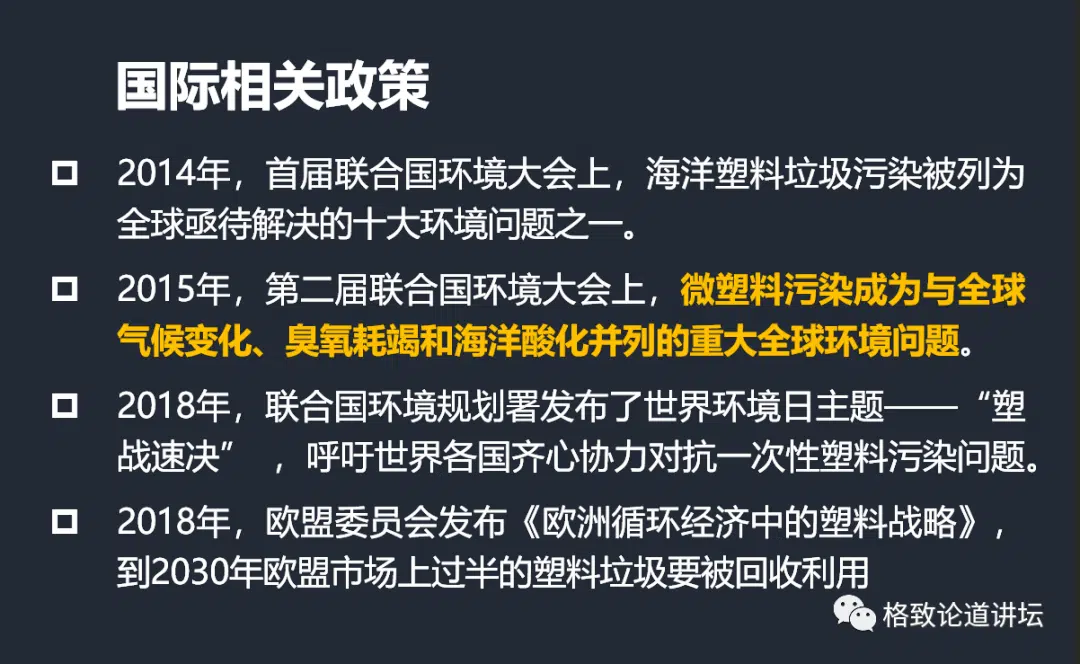 国际相关政策
2014年，首届联合国环境大会上，海洋塑料垃圾污染被列为
全球亟待解决的十大环境问题之一。
2015年，第二届联合国环境大会上，微塑料污染成为与全球
气候变化、臭氧耗竭和海洋酸化并列的重大全球环境问题。
2018年，联合国环境规划署发布了世界环境日主题——“塑
战速决”，呼吁世界各国齐心协力对抗一次性塑料污染问题。
2018年，欧盟委员会发布《欧洲循环经济中的塑料战略》，
到2030年欧盟市场上过半的塑料垃圾要被回收利用
格致论道讲坛